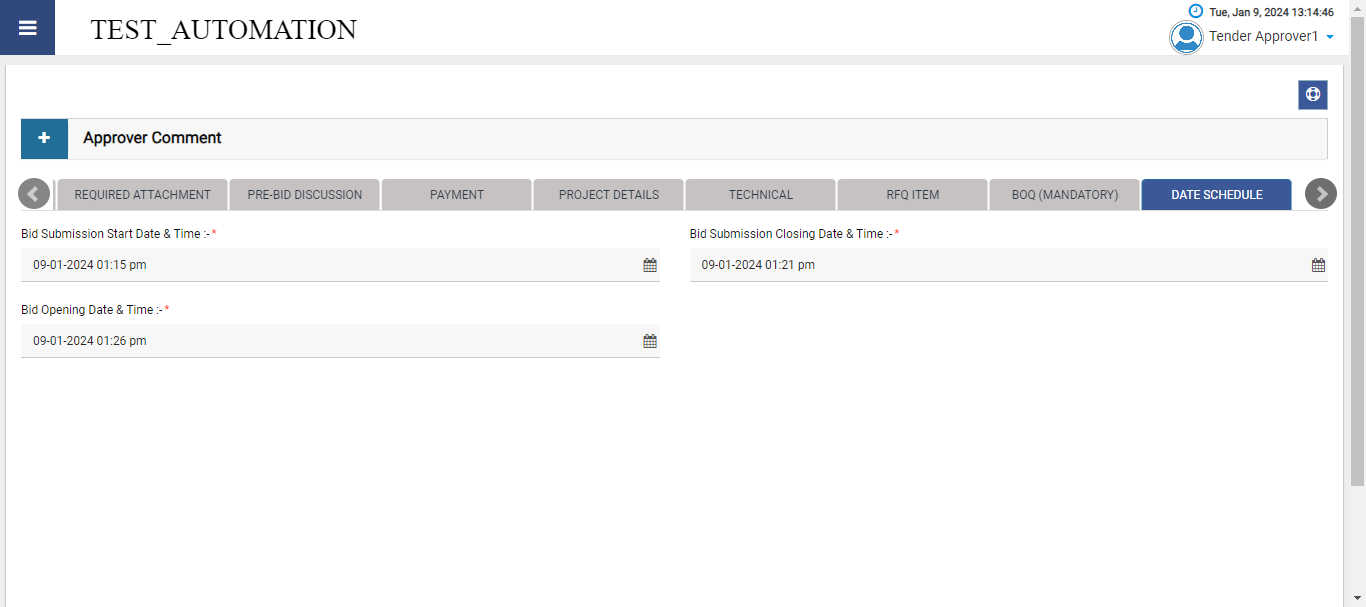 TEST_AUTOMATION
Tue, Jan 9, 2024 13:14:46
Tender Approver1
Approver Comment
REQUIRED ATTACHMENT PRE-BID DISCUSSION PAYMENT PROJECT DETAILS TECHNICAL RFQ ITEM BOQ (MANDATORY) DATE SCHEDULE
Bid Submission Start Date & Time :-* Bid Submission Closing Date & Time :-*
09-01-2024 01:15 pm 09-01-2024 01:21 pm
Bid Opening Date & Time :-*
09-01-2024 01:26 pm